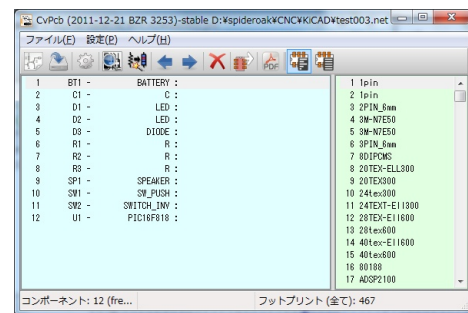 CvPcb (2011-12-21 BZR 3253)-stable D:¥spideroak¥CNC¥KiCAD¥test003.net
ファイル(F) 設定(P) ヘルプ(H)
PDF
1 BT1 - BATTERY :
2 C1 - C :
3 D1 - LED :
4 D2 - LED :
5 D3 - DIODE :
6 R1 - R :
7 R2 - R :
8 R3 - R :
9 SP1 - SPEAKER :
10 SW1 - SW_PUSH :
11 SW2 - SWITCH_INV :
12 U1 - PIC16F818 :
1 1pin
2 1pin
3 2PIN_6mm
4 3M-N7E50
5 3M-N7E50
6 3PIN_6mm
7 8DIPCMS
8 20TEX-ELL300
9 20TEX300
10 24tex300
11 24TEXT-Ell300
12 28TEX-Ell600
13 28tex600
14 40tex-Ell600
15 40tex600
16 80188
17 ADSP2100
コンポーネント: 12 (fre...
フットプリント (全て): 467